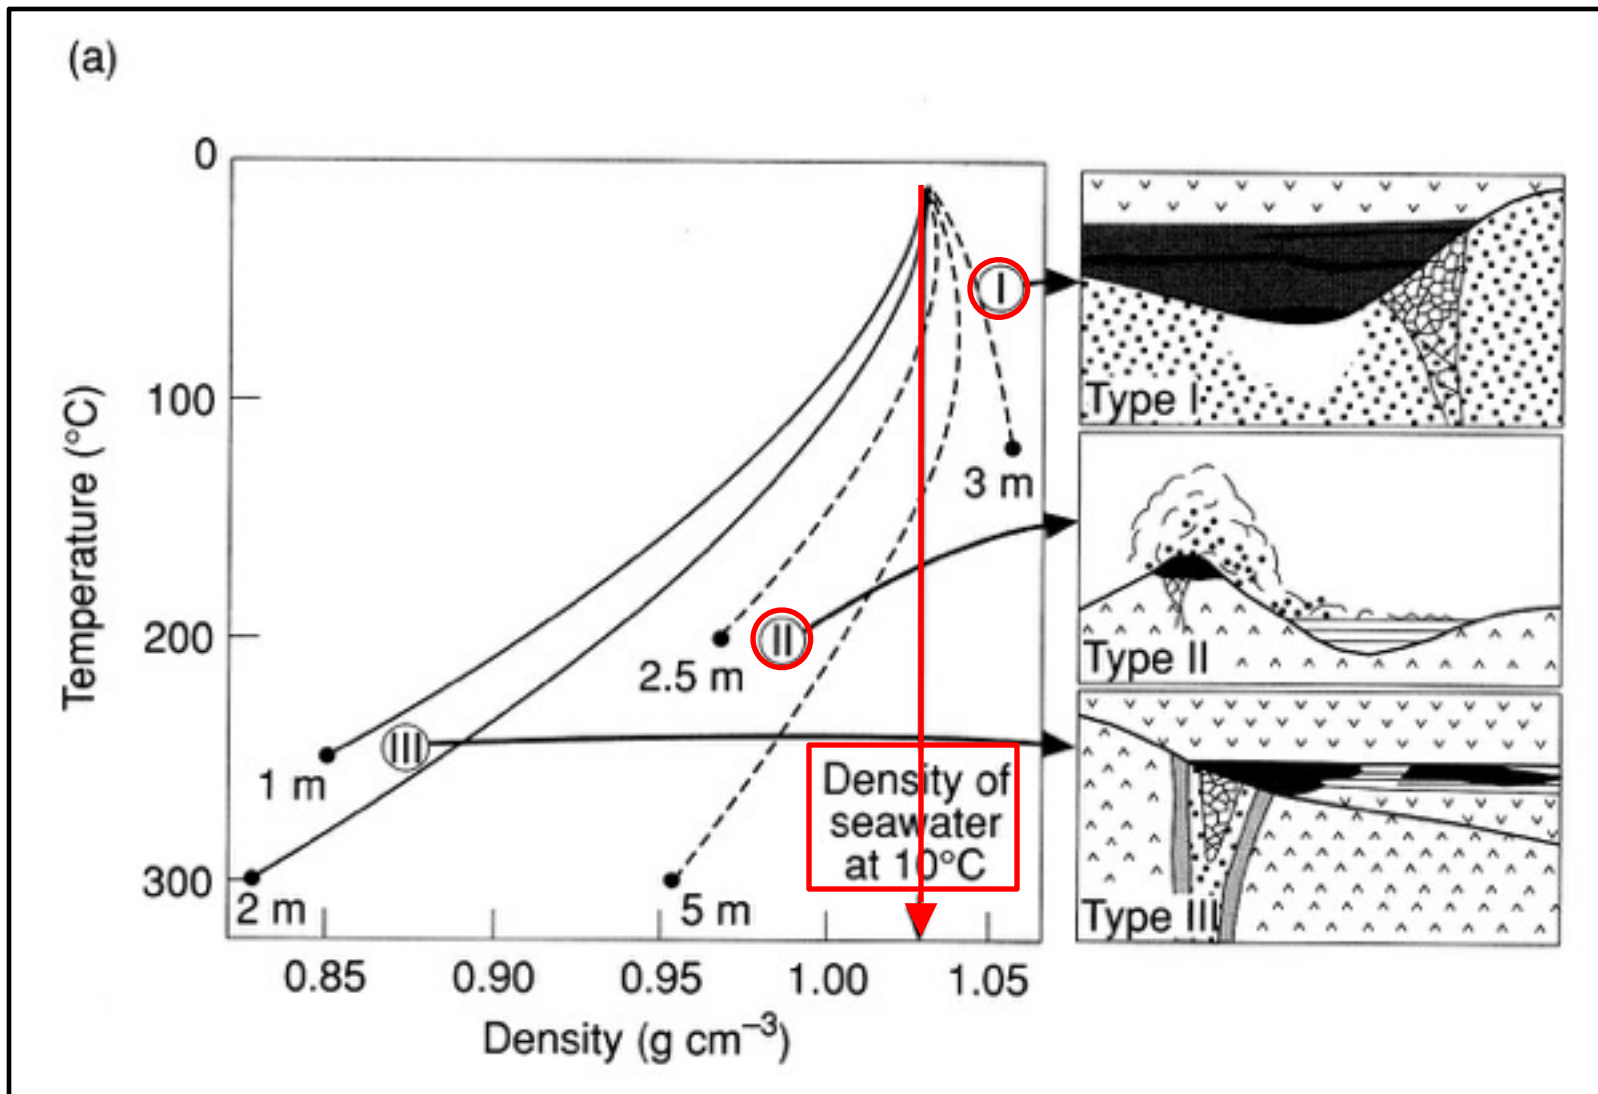 (a)
0
100
200
300
Temperature (°C)
I
II
III
1 m
2 m
2.5 m
3 m
5 m
Density of
seawater
at 10°C
0.85 0.90 0.95 1.00 1.05
Density (g cm⁻³)
Type I
Type II
Type III